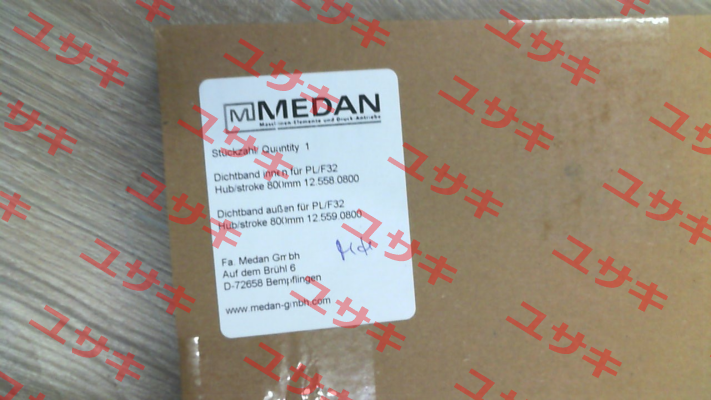 MEDAN
Maschinen-Elemente und Druck-Antriebe
Stückzahl/ Quantity 1
Dichtband innen für PL/F32
Hub/stroke 800mm 12.558.0800
Dichtband außen für PL/F32
Hub/stroke 800mm 12.559.0800
Fa. Medan GmbH
Auf dem Brühl 6
D-72658 Bempflingen
www.medan-gmbh.com
ユサキ